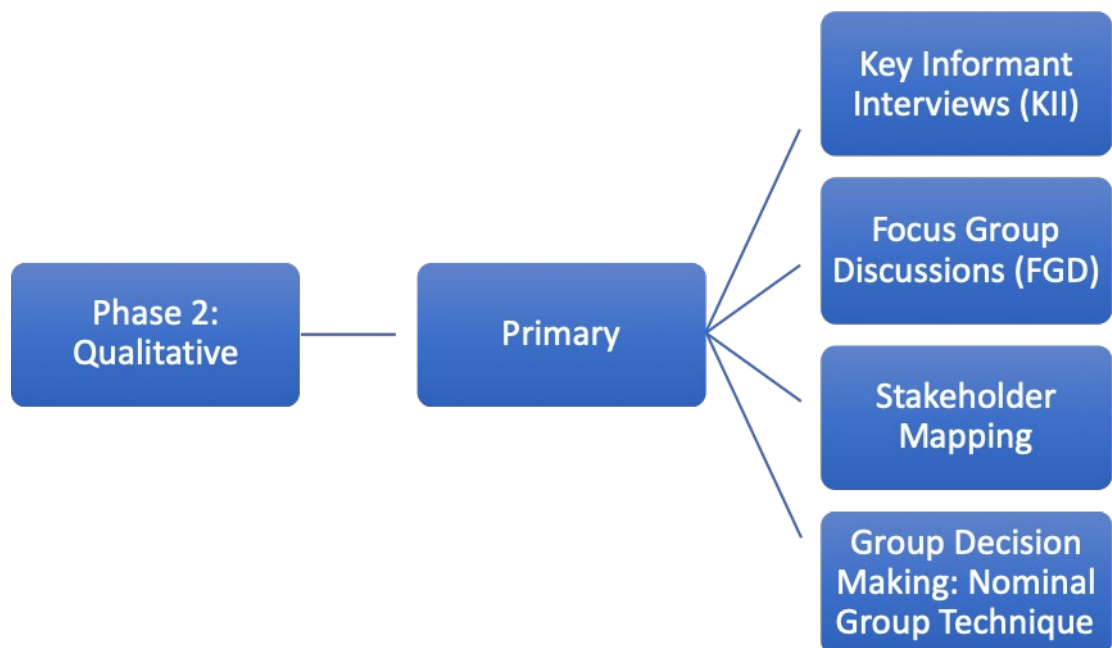 Phase 2:
Qualitative
Primary
Key Informant
Interviews (KII)
Focus Group
Discussions (FGD)
Stakeholder
Mapping
Group Decision
Making: Nominal
Group Technique